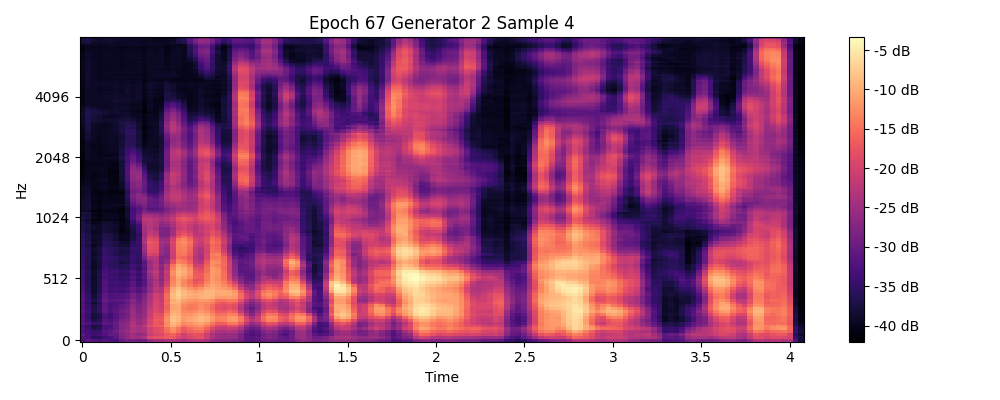 Epoch 67 Generator 2 Sample 4
Hz
4096
2048
1024
512
0
0 0.5 1 1.5 2 2.5 3 3.5 4
Time
-5 dB
-10 dB
-15 dB
-20 dB
-25 dB
-30 dB
-35 dB
-40 dB